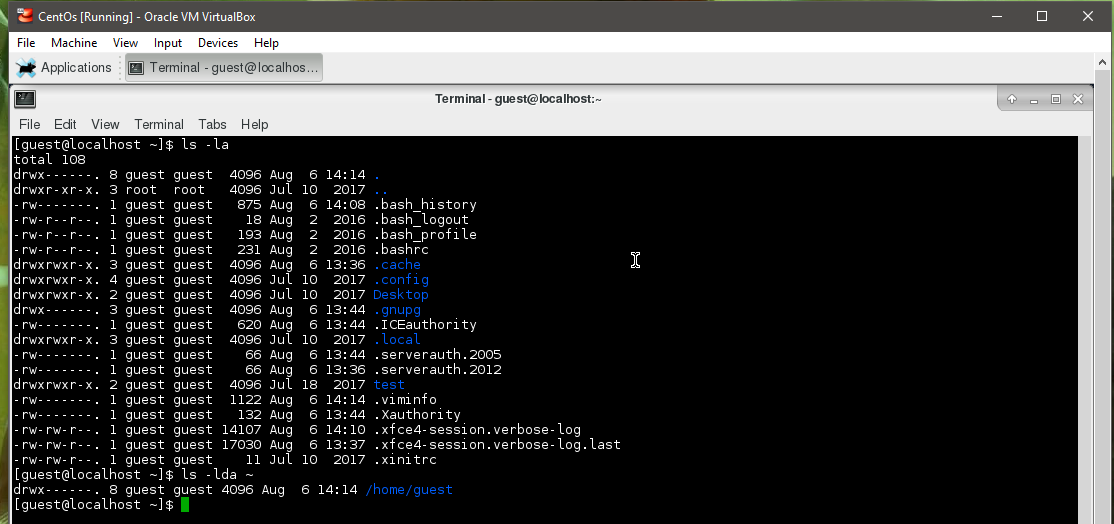 CentOs [Running] - Oracle VM VirtualBox
File Machine View Input Devices Help
Applications Terminal - guest@localhos...
Terminal - guest@localhost:~
File Edit View Terminal Tabs Help
[guest@localhost ~]$ ls -la
total 108
drwx------. 8 guest guest  4096 Aug  6 14:14 .
drwxr-xr-x. 3 root  root   4096 Jul 10  2017 ..
-rw-------. 1 guest guest   875 Aug  6 14:08 .bash_history
-rw-r--r--. 1 guest guest    18 Aug  2  2016 .bash_logout
-rw-r--r--. 1 guest guest   193 Aug  2  2016 .bash_profile
-rw-r--r--. 1 guest guest   231 Aug  2  2016 .bashrc
drwxrwxr-x. 3 guest guest  4096 Aug  6 13:36 .cache
drwxrwxr-x. 4 guest guest  4096 Jul 10  2017 .config
drwxrwxr-x. 2 guest guest  4096 Jul 10  2017 Desktop
drwx------. 3 guest guest  4096 Aug  6 13:44 .gnupg
-rw-------. 1 guest guest   620 Aug  6 13:44 .ICEauthority
drwxrwxr-x. 3 guest guest  4096 Jul 10  2017 .local
-rw-------. 1 guest guest    66 Aug  6 13:44 .serverauth.2005
-rw-------. 1 guest guest    66 Aug  6 13:36 .serverauth.2012
drwxrwxr-x. 2 guest guest  4096 Jul 18  2017 test
-rw-------. 1 guest guest  1122 Aug  6 14:14 .viminfo
-rw-------. 1 guest guest   132 Aug  6 13:44 .Xauthority
-rw-rw-r--. 1 guest guest 14107 Aug  6 14:10 .xfce4-session.verbose-log
-rw-rw-r--. 1 guest guest 17030 Aug  6 13:37 .xfce4-session.verbose-log.last
-rw-rw-r--. 1 guest guest    11 Jul 10  2017 .xinitrc
[guest@localhost ~]$ ls -lda ~
drwx------. 8 guest guest 4096 Aug  6 14:14 /home/guest
[guest@localhost ~]$